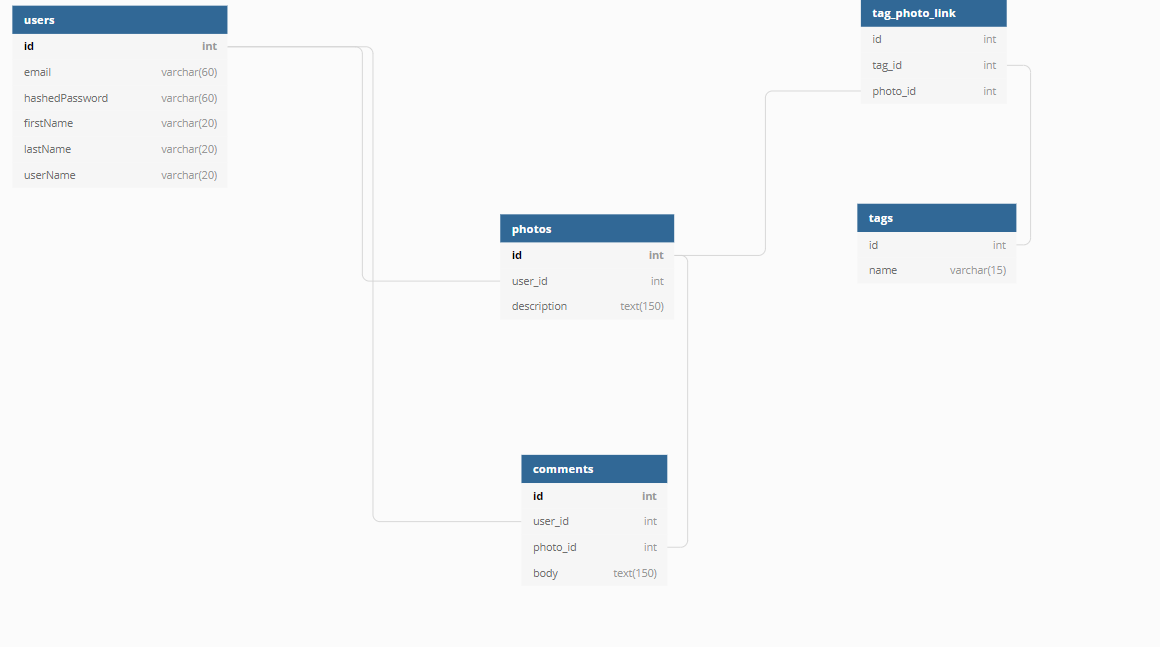 users
id int
email varchar(60)
hashedPassword varchar(60)
firstName varchar(20)
lastName varchar(20)
userName varchar(20)
tag_photo_link
id int
tag_id int
photo_id int
photos
id int
user_id int
description text(150)
tags
id int
name varchar(15)
comments
id int
user_id int
photo_id int
body text(150)